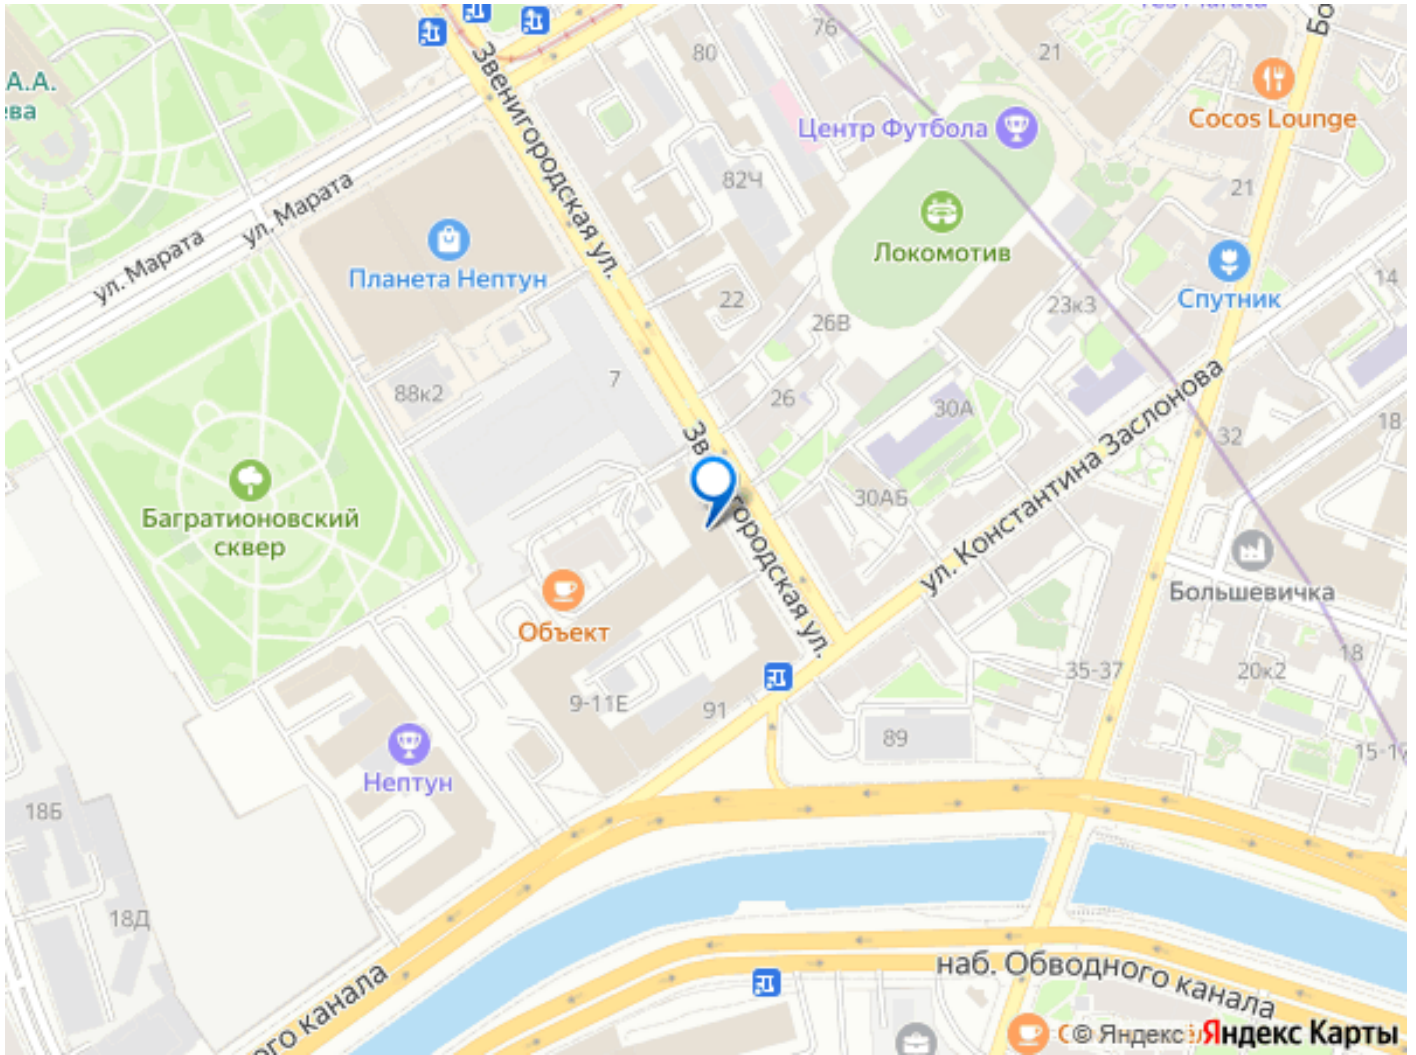 А.А.
ева
Звенигородская ул.
80
76
21
Cocos Lounge
Центр Футбола
82Ч
21
ул. Марата
ул. Марата
Планета Нептун
Локомотив
22
26В
23к3
Спутник
14
88к2
7
26
30А
18
32
Звенигородская ул.
30АБ
ул. Константина Заслонова
Багратионовский
сквер
Большевичка
Объект
9-11Е
91
35-37
20к2
18
89
15-1
Нептун
18Б
18Д
наб. Обводного канала
ого канала
© Яндекс
Яндекс Карты